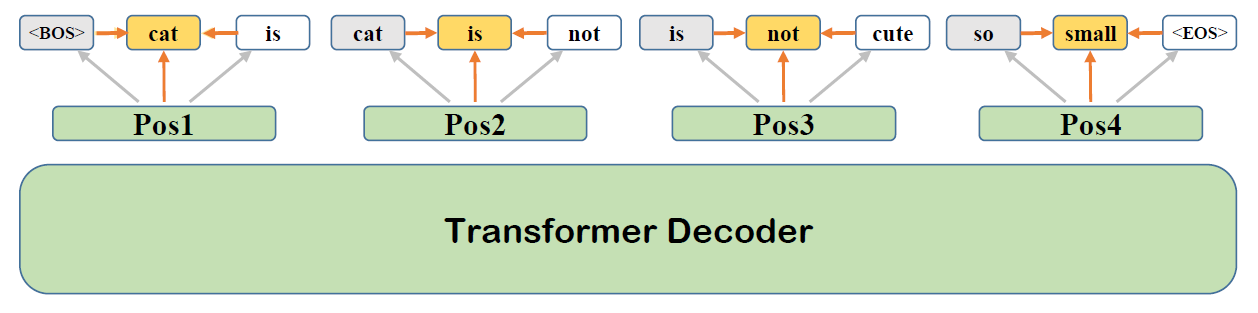 <BOS> cat is cat is not is not cute so small <EOS>
Pos1 Pos2 Pos3 Pos4
Transformer Decoder